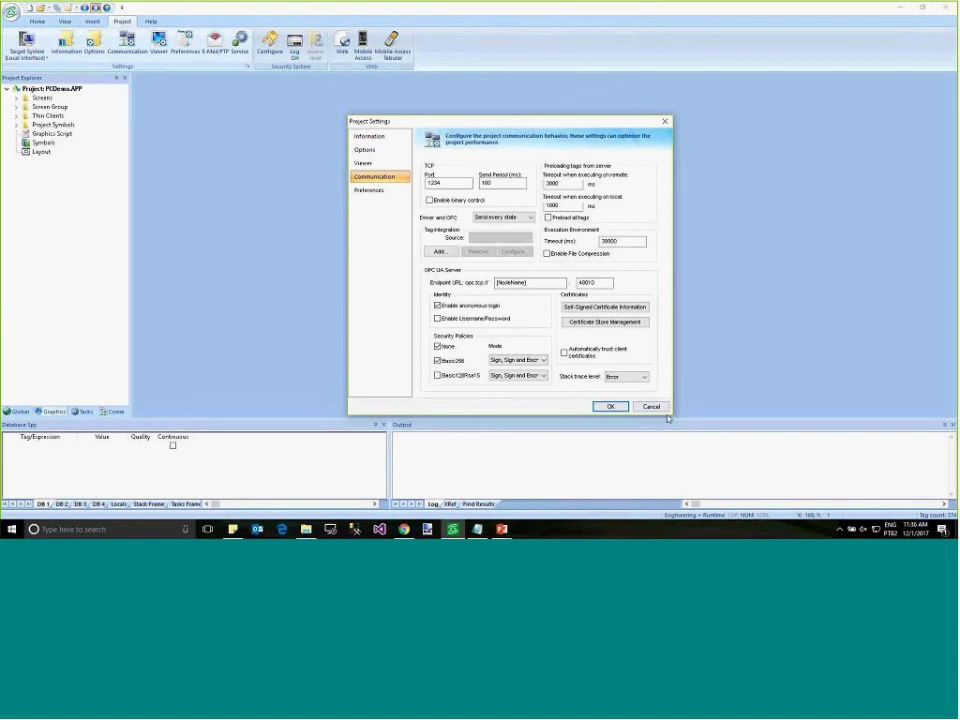 Home View Insert Project Help
Target System (Local Interface)
Information
Options
Communication
Viewer
Preferences
E-Mail/FTP
Service
Configure
Log On
Web
Mobile Access
Mobile Access Tabular
Settings
Security System
Web
Project Explorer
Project: PCDemo.APP
Screens
Screen Group
Thin Clients
Project Symbols
Graphics Script
Symbols
Layout
Global Graphics Tasks Comm
Project Settings
Information
Options
Viewer
Communication
Preferences
Configure the project communication behavior, these settings can optimize the
project performance
TCP
Port
1234
Send Period (ms):
100
Enable binary control
Driver and OPC
Send every state
Tag Integration
Source:
Add...
Remove
Configure...
Preloading tags from server
Timeout when executing on remote:
3000 ms
Timeout when executing on local
1000 ms
Preload all tags
Execution Environment
Timeout (ms): 30000
Enable File Compression
OPC UA Server
Endpoint URL: opc.tcp://
[NodeName] : 48010
Identity
Enable anonymous login
Enable Username/Password
Certificates
Self-Signed Certificate Information
Certificate Store Management
Security Policies
None
Mode
Basic256
Sign, Sign and Encr
Basic128Rsa15
Sign, Sign and Encr
Automatically trust client
certificates
Stack trace level: Error
OK
Cancel
Database Spy
Tag/Expression Value Quality Continuous
DB 1 DB 2 DB 3 DB 4 Locals Stack Frame Tasks Frame
Output
Log XRef Find Results
Engineering + Runtime CAP NUM SCRL
Tag count: 374
Type here to search
ENG
PTB2
11:36 AM
12/1/2017